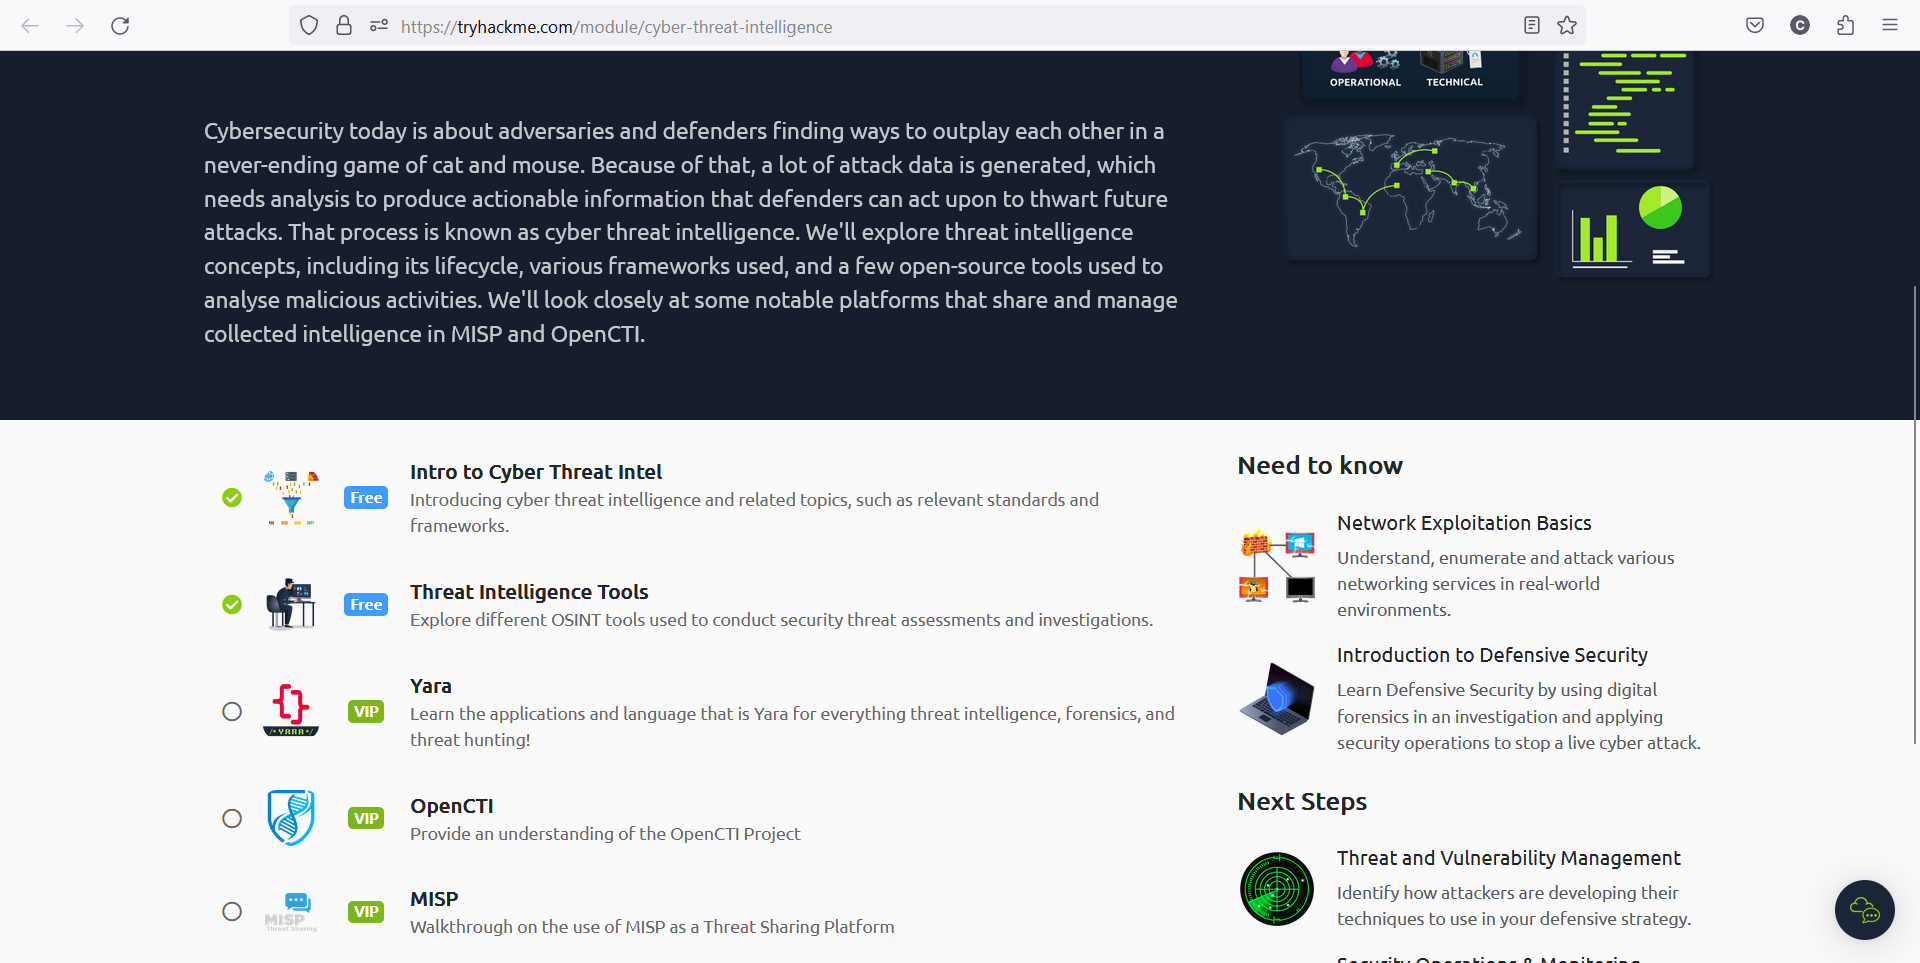 https://tryhackme.com/module/cyber-threat-intelligence
OPERATIONAL
TECHNICAL
Cybersecurity today is about adversaries and defenders finding ways to outplay each other in a
never-ending game of cat and mouse. Because of that, a lot of attack data is generated, which
needs analysis to produce actionable information that defenders can act upon to thwart future
attacks. That process is known as cyber threat intelligence. We'll explore threat intelligence
concepts, including its lifecycle, various frameworks used, and a few open-source tools used to
analyse malicious activities. We'll look closely at some notable platforms that share and manage
collected intelligence in MISP and OpenCTI.
Free
Intro to Cyber Threat Intel
Introducing cyber threat intelligence and related topics, such as relevant standards and
frameworks.
Free
Threat Intelligence Tools
Explore different OSINT tools used to conduct security threat assessments and investigations.
/* YARA */
VIP
Yara
Learn the applications and language that is Yara for everything threat intelligence, forensics, and
threat hunting!
VIP
OpenCTI
Provide an understanding of the OpenCTI Project
MISP
Threat Sharing
VIP
MISP
Walkthrough on the use of MISP as a Threat Sharing Platform
Need to know
Network Exploitation Basics
Understand, enumerate and attack various
networking services in real-world
environments.
Introduction to Defensive Security
Learn Defensive Security by using digital
forensics in an investigation and applying
security operations to stop a live cyber attack.
Next Steps
Threat and Vulnerability Management
Identify how attackers are developing their
techniques to use in your defensive strategy.
Security Operations & Monitoring